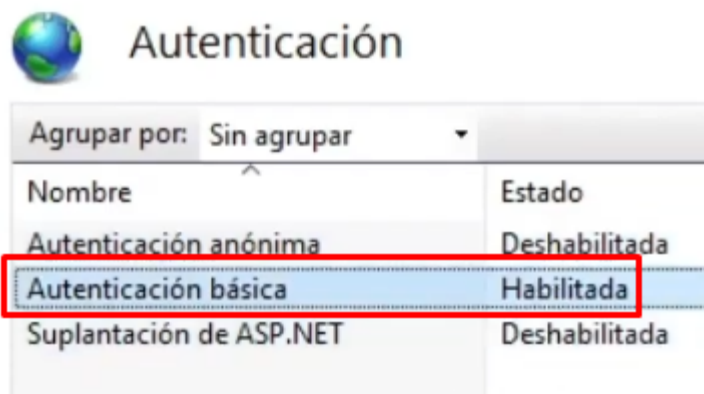 Autenticación
Agrupar por: Sin agrupar
Nombre Estado
Autenticación anónima Deshabilitada
Autenticación básica Habilitada
Suplantación de ASP.NET Deshabilitada